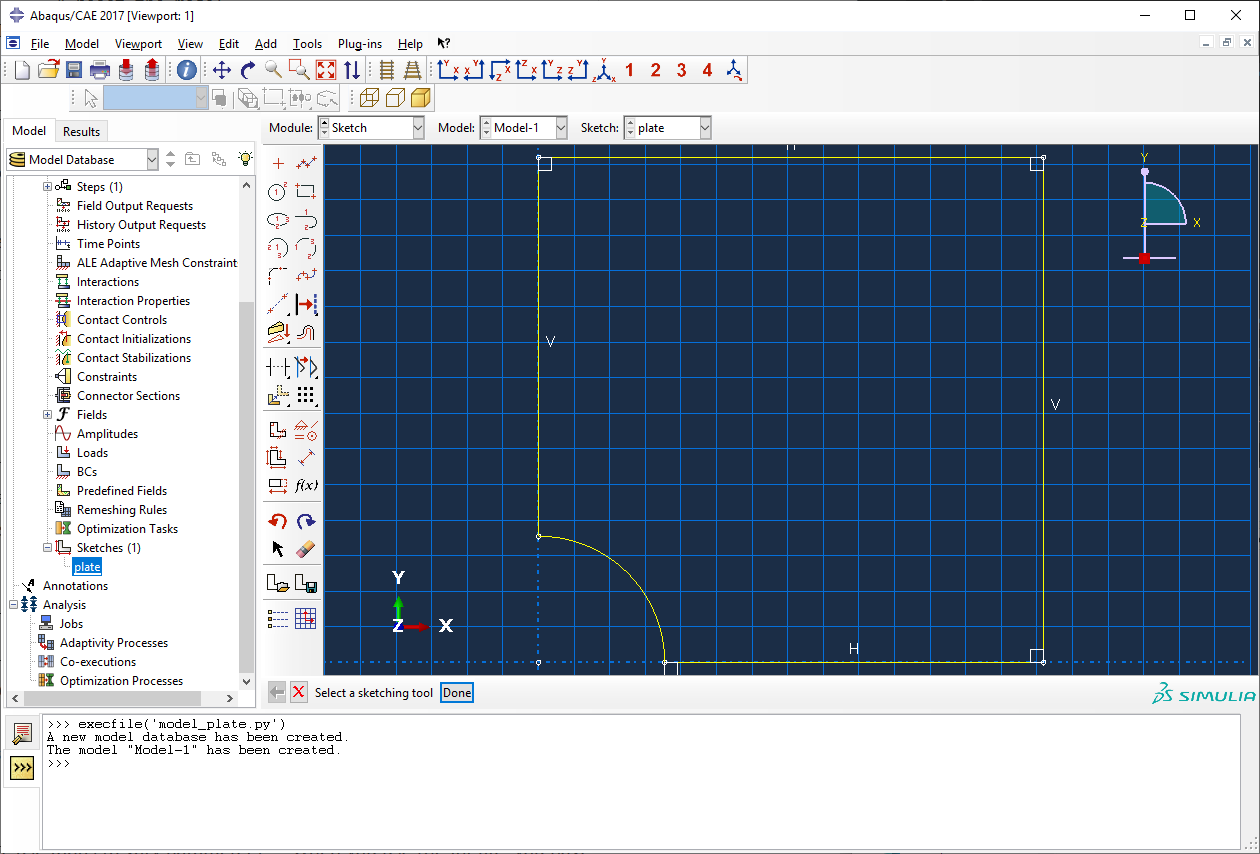 Abaqus/CAE 2017 [Viewport: 1]
File Model Viewport View Edit Add Tools Plug-ins Help ?
1 2 3 4
Model Results
Module: Sketch Model: Model-1 Sketch: plate
Model Database
Steps (1)
Field Output Requests
History Output Requests
Time Points
ALE Adaptive Mesh Constraint
Interactions
Interaction Properties
Contact Controls
Contact Initializations
Contact Stabilizations
Constraints
Connector Sections
Fields
Amplitudes
Loads
BCs
Predefined Fields
Remeshing Rules
Optimization Tasks
Sketches (1)
plate
Annotations
Analysis
Jobs
Adaptivity Processes
Co-executions
Optimization Processes
f(x)
Y
Z X
V
V
H
Y
Z X
Select a sketching tool Done
SIMULIA
>>> execfile('model_plate.py')
A new model database has been created.
The model "Model-1" has been created.
>>>
>>>